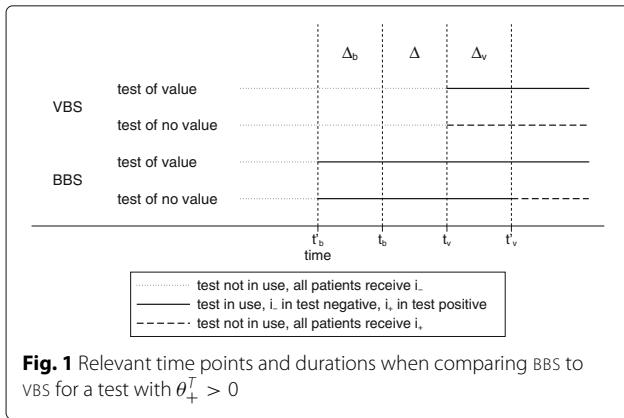 Δb Δ Δv
VBS
test of value
test of no value
BBS
test of value
test of no value
t'b tb tv t'v
time
test not in use, all patients receive i₋
test in use, i₋ in test negative, i₊ in test positive
test not in use, all patients receive i₊
Fig. 1 Relevant time points and durations when comparing BBS to
VBS for a test with θ₊ᵀ > 0